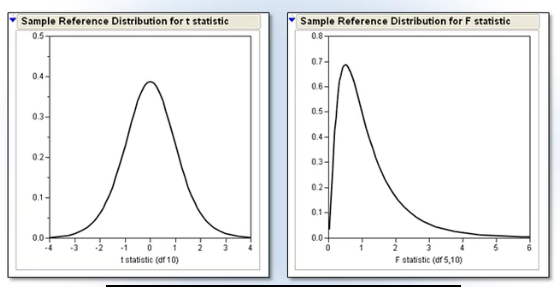 Sample Reference Distribution for t statistic
0.5
0.4
0.3
0.2
0.1
0.0
-4 -3 -2 -1 0 1 2 3 4
t statistic (df 10)
Sample Reference Distribution for F statistic
0.8
0.7
0.6
0.5
0.4
0.3
0.2
0.1
0.0
0 1 2 3 4 5 6
F statistic (df 5,10)